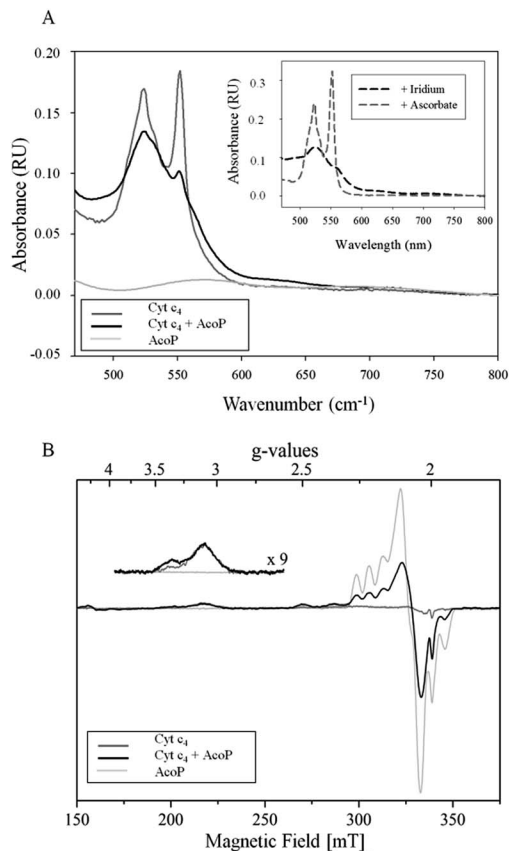 A
Absorbance (RU)
0.20
0.15
0.10
0.05
0.00
-0.05
500
550
600
650
700
750
800
Wavenumber (cm⁻¹)
Cyt c₄
Cyt c₄ + AcoP
AcoP
Absorbance (RU)
0.3
0.2
0.1
0.0
500
550
600
650
700
750
800
Wavelength (nm)
+ Iridium
+ Ascorbate
B
g-values
4
3.5
3
2.5
2
x 9
Cyt c₄
Cyt c₄ + AcoP
AcoP
150
200
250
300
350
Magnetic Field [mT]